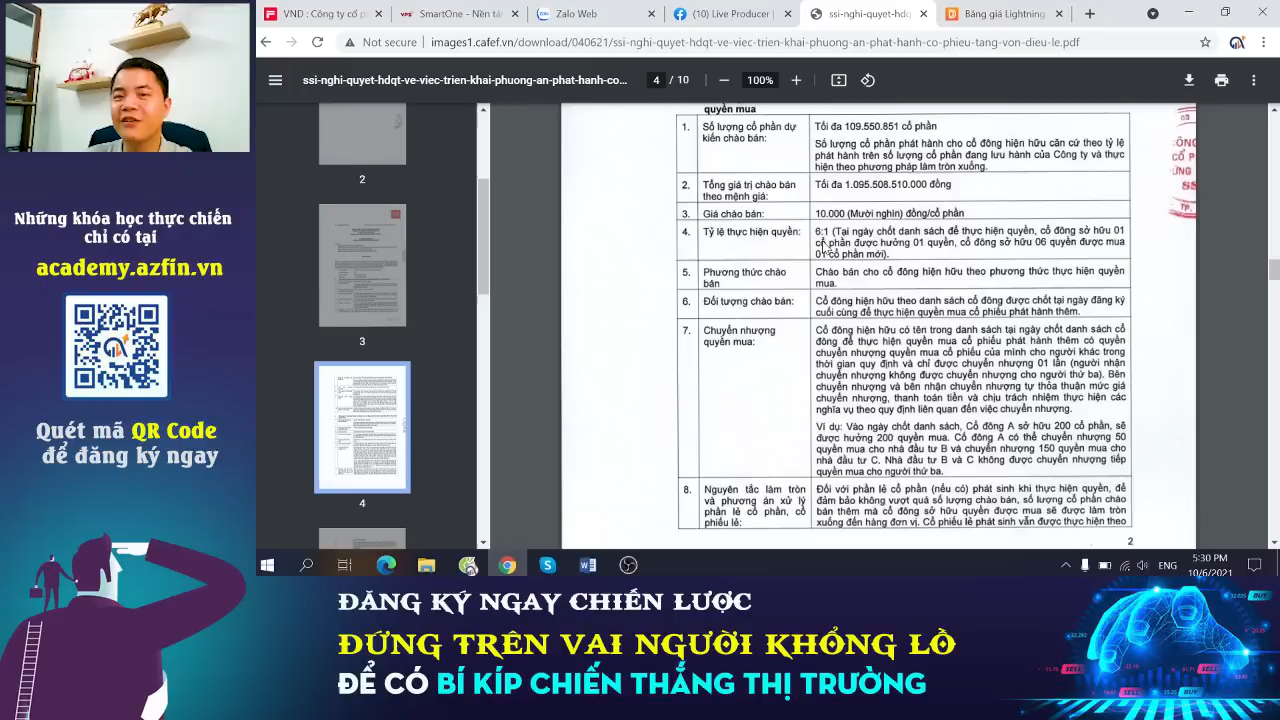 VND : Công ty cổ
Nền
Za
Live Producer |
ssi-nghi-quyet-hdq
Bảng giá Lightning
Not secure | images1.cafef.vn/download/040621/ssi-nghi-quyet-hdqt-ve-viec-trien-khai-phuong-an-phat-hanh-co-phieu-tang-von-dieu-le.pdf
ssi-nghi-quyet-hdqt-ve-viec-trien-khai-phuong-an-phat-hanh-co...
4 / 10
100%
2
3
4
quyền mua
1. Số lượng cổ phần dự kiến chào bán:
Tối đa 109.550.851 cổ phần
Số lượng cổ phần phát hành cho cổ đông hiện hữu căn cứ theo tỷ lệ
phát hành trên số lượng cổ phần đang lưu hành của Công ty và thực
hiện theo phương pháp làm tròn xuống.
2. Tổng giá trị chào bán theo mệnh giá:
Tối đa 1.095.508.510.000 đồng
3. Giá chào bán:
10.000 (Mười nghìn) đồng/cổ phần
4. Tỷ lệ thực hiện quyền:
6:1 (Tại ngày chốt danh sách để thực hiện quyền, cổ đông sở hữu 01
cổ phần được hưởng 01 quyền, cổ đông sở hữu 06 quyền được mua
01 cổ phần mới).
5. Phương thức chào bán
Chào bán cho cổ đông hiện hữu theo phương thức thực hiện quyền
mua.
6. Đối tượng chào bán:
Cổ đông hiện hữu theo danh sách cổ đông được chốt tại ngày đăng ký
cuối cùng để thực hiện quyền mua cổ phiếu phát hành thêm.
7. Chuyển nhượng quyền mua:
Cổ đông hiện hữu có tên trong danh sách tại ngày chốt danh sách cổ
đông để thực hiện quyền mua cổ phiếu phát hành thêm có quyền
chuyển nhượng quyền mua cổ phiếu của mình cho người khác trong
thời gian quy định và chỉ được chuyển nhượng 01 lần (người nhận
chuyển nhượng không được chuyển nhượng cho người thứ ba). Bên
chuyển nhượng và bên nhận chuyển nhượng tự thỏa thuận mức giá
chuyển nhượng, thanh toán tiền và chịu trách nhiệm thực hiện các
nghĩa vụ theo quy định liên quan đến việc chuyển nhượng.
Ví dụ: Vào ngày chốt danh sách, Cổ đông A sở hữu 200 cổ phần, sẽ
được hưởng 200 quyền mua. Cổ đông A có thể chuyển nhượng 50
quyền mua cho nhà đầu tư B và chuyển nhượng 150 quyền mua cho
nhà đầu tư C. Nhà đầu tư B và C không được chuyển nhượng tiếp
quyền mua cho người thứ ba.
8. Nguyên tắc làm tròn và phương án xử lý phần lẻ cổ phần, cổ phiếu lẻ:
Đối với phần lẻ cổ phần (nếu có) phát sinh khi thực hiện quyền, để
đảm bảo không vượt quá số lượng chào bán, số lượng cổ phần chào
bán thêm mà cổ đông sở hữu quyền được mua sẽ được làm tròn
xuống đến hàng đơn vị. Cổ phiếu lẻ phát sinh vẫn được thực hiện theo
2
ENG
5:30 PM
10/6/2021
Những khóa học thực chiến
chỉ có tại
academy.azfin.vn
Quét mã QR Code
để đăng ký ngay
ĐĂNG KÝ NGAY CHIẾN LƯỢC
ĐỨNG TRÊN VAI NGƯỜI KHỔNG LỒ
ĐỂ CÓ BÍ KÍP CHIẾN THẮNG THỊ TRƯỜNG
BUY
SELL
SELL
BUY